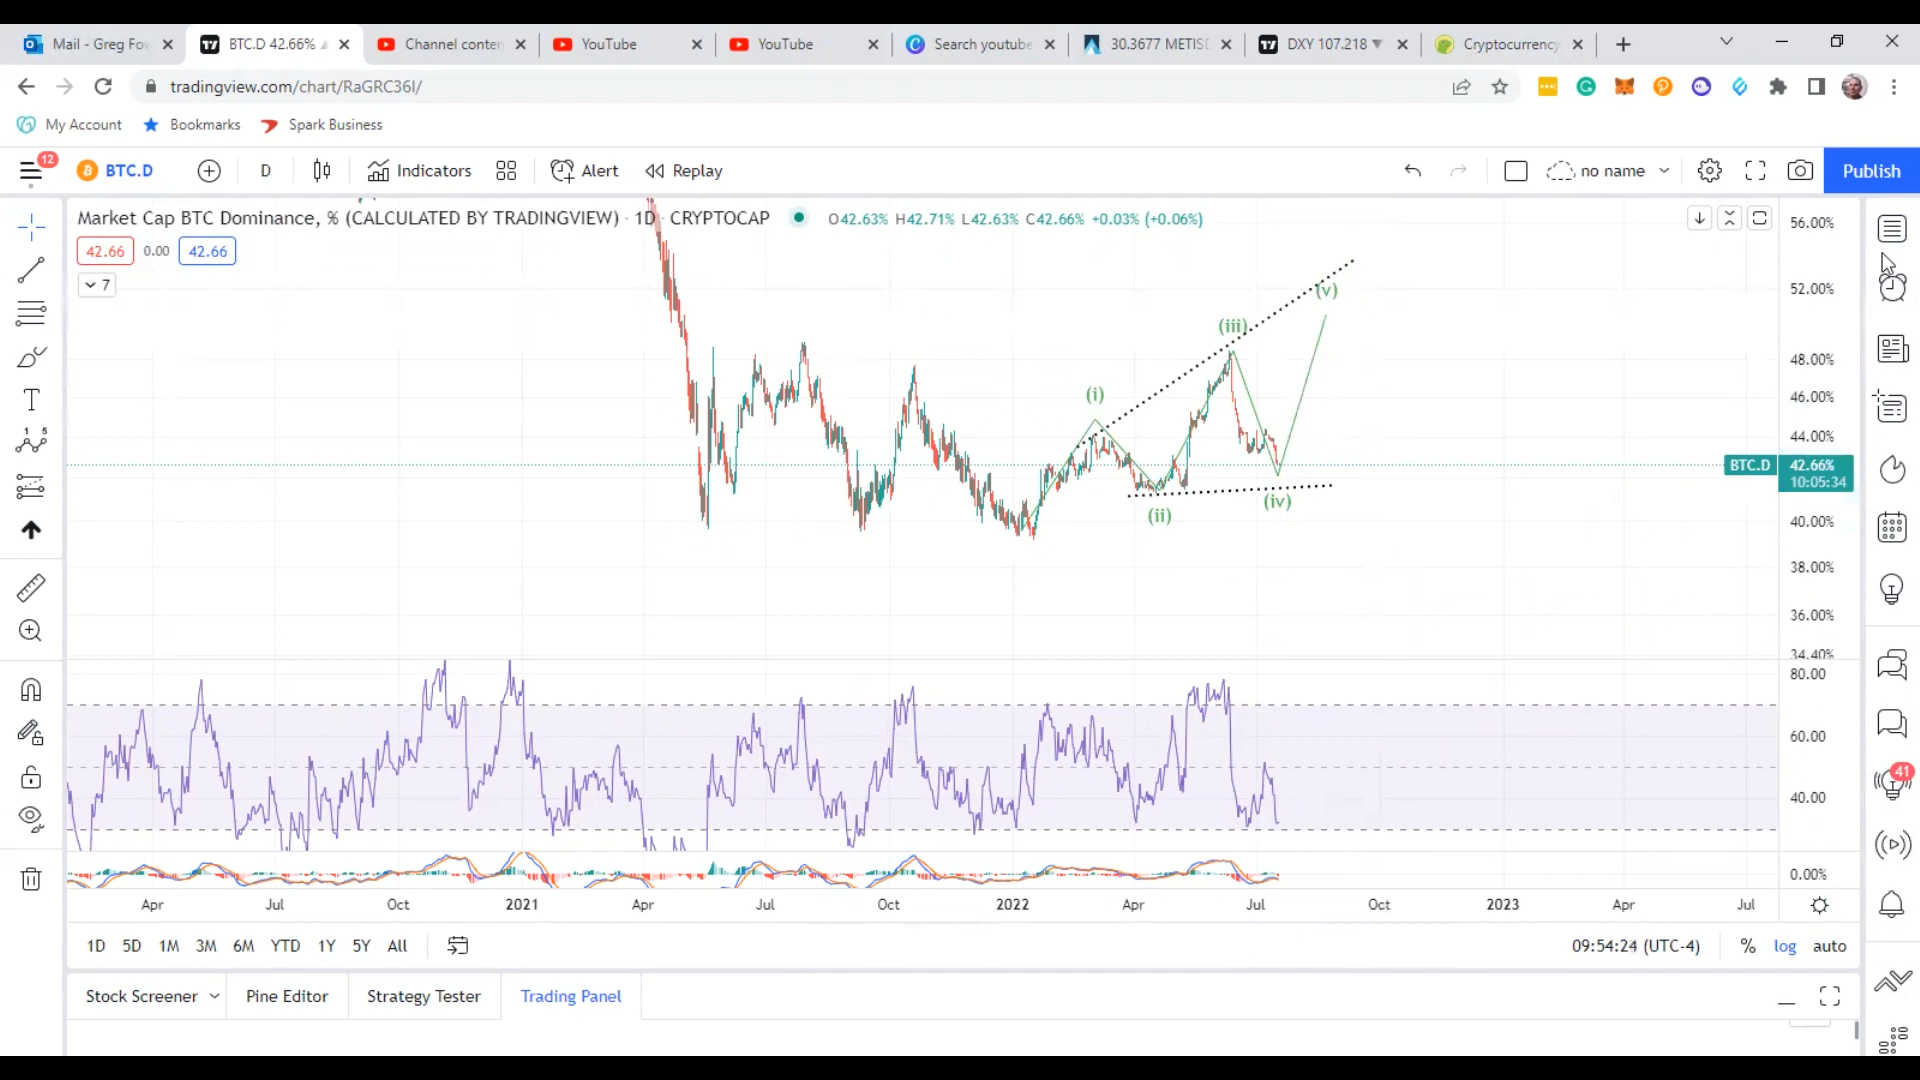 Mail - Greg Fo
BTC.D 42.66%
Channel conten
YouTube
YouTube
Search youtube
30.3677 METIS
DXY 107.218 ▼
Cryptocurrency
tradingview.com/chart/RaGRC36I/
My Account
Bookmarks
Spark Business
12
BTC.D
D
Indicators
Alert
Replay
no name
Publish
Market Cap BTC Dominance, % (CALCULATED BY TRADINGVIEW) · 1D · CRYPTOCAP
O42.63% H42.71% L42.63% C42.66% +0.03% (+0.06%)
42.66 0.00 42.66
7
56.00%
52.00%
48.00%
46.00%
44.00%
BTC.D 42.66%
10:05:34
40.00%
38.00%
36.00%
34.40%
(i)
(ii)
(iii)
(iv)
(v)
1 5
T
80.00
60.00
40.00
0.00%
41
Apr Jul Oct 2021 Apr Jul Oct 2022 Apr Jul Oct 2023 Apr Jul
1D 5D 1M 3M 6M YTD 1Y 5Y All
09:54:24 (UTC-4) % log auto
Stock Screener Pine Editor Strategy Tester Trading Panel